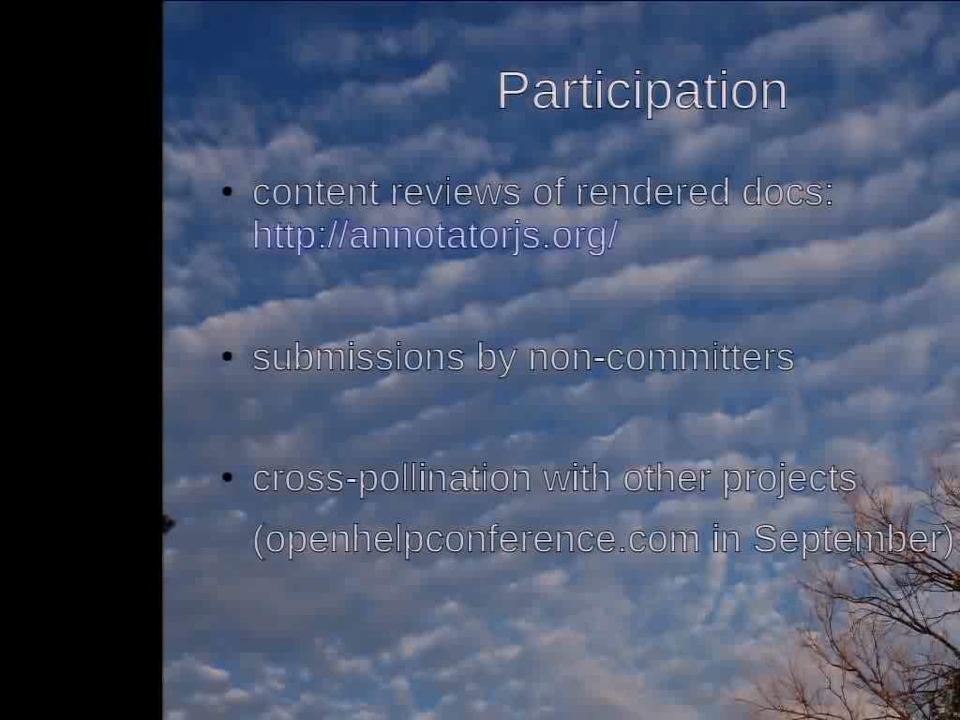 Participation
• content reviews of rendered docs:
http://annotatorjs.org/
• submissions by non-committers
• cross-pollination with other projects
(openhelpconference.com in September)